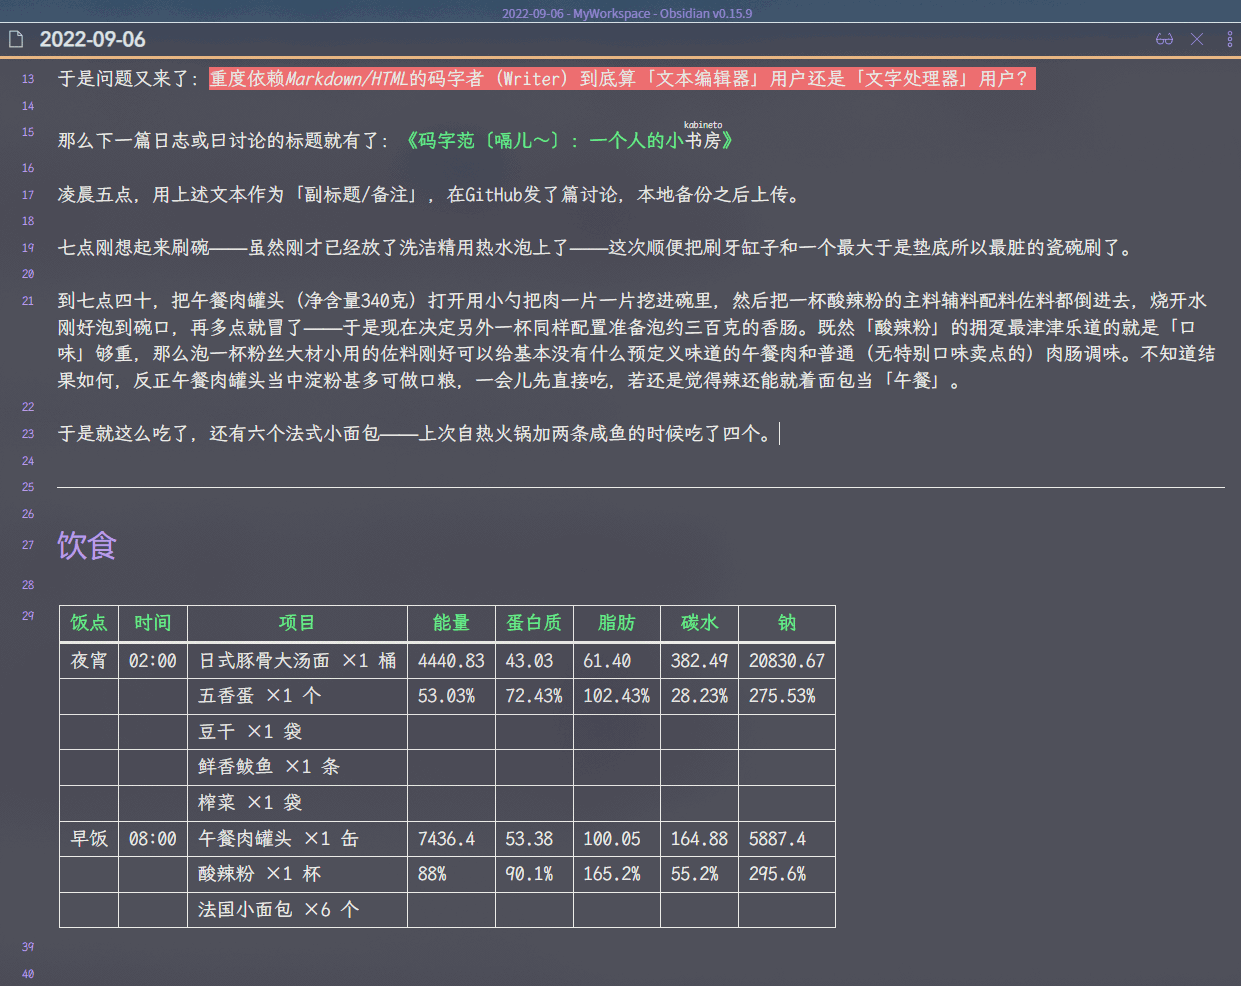 2022-09-06 - MyWorkspace - Obsidian v0.15.9
2022-09-06
13 于是问题又来了：重度依赖Markdown/HTML的码字者（Writer）到底算「文本编辑器」用户还是「文字处理器」用户？
14
kabineto
15 那么下一篇日志或曰讨论的标题就有了：《码字范〔嗝儿～〕：一个人的小书房》
16
17 凌晨五点，用上述文本作为「副标题/备注」，在GitHub发了篇讨论，本地备份之后上传。
18
19 七点刚想起来刷碗——虽然刚才已经放了洗洁精用热水泡上了——这次顺便把刷牙缸子和一个最大于是垫底所以最脏的瓷碗刷了。
20
21 到七点四十，把午餐肉罐头（净含量340克）打开用小勺把肉一片一片挖进碗里，然后把一杯酸辣粉的主料辅料配料佐料都倒进去，烧开水
刚好泡到碗口，再多点就冒了——于是现在决定另外一杯同样配置准备泡约三百克的香肠。既然「酸辣粉」的拥趸最津津乐道的就是「口
味」够重，那么泡一杯粉丝大材小用的佐料刚好可以给基本没有什么预定义味道的午餐肉和普通（无特别口味卖点的）肉肠调味。不知道结
果如何，反正午餐肉罐头当中淀粉甚多可做口粮，一会儿先直接吃，若还是觉得辣还能就着面包当「午餐」。
22
23 于是就这么吃了，还有六个法式小面包——上次自热火锅加两条咸鱼的时候吃了四个。
24
25
26
27 饮食
28
29 饭点 时间 项目 能量 蛋白质 脂肪 碳水 钠
夜宵 02:00 日式豚骨大汤面 ×1 桶 4440.83 43.03 61.40 382.49 20830.67
五香蛋 ×1 个 53.03% 72.43% 102.43% 28.23% 275.53%
豆干 ×1 袋
鲜香鲅鱼 ×1 条
榨菜 ×1 袋
早饭 08:00 午餐肉罐头 ×1 缶 7436.4 53.38 100.05 164.88 5887.4
酸辣粉 ×1 杯 88% 90.1% 165.2% 55.2% 295.6%
法国小面包 ×6 个
39
40